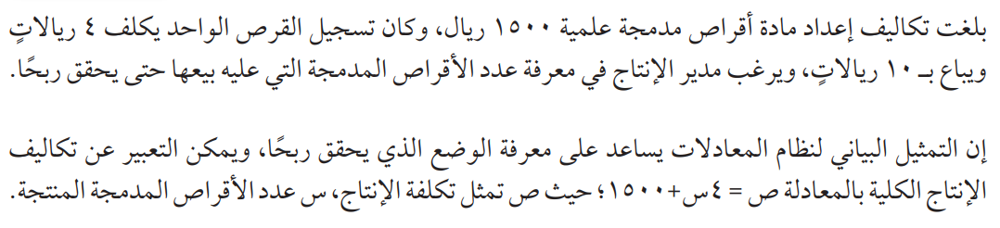 بلغت تكاليف إعداد مادة أقراص مدمجة علمية ١٥٠٠ ريال، وكان تسجيل القرص الواحد يكلف ٤ ريالاتٍ
ويباع بـ ١٠ ريالاتٍ، ويرغب مدير الإنتاج في معرفة عدد الأقراص المدمجة التي عليه بيعها حتى يحقق ربحًا.
إن التمثيل البياني لنظام المعادلات يساعد على معرفة الوضع الذي يحقق ربحًا، ويمكن التعبير عن تكاليف
الإنتاج الكلية بالمعادلة ص = ٤س+١٥٠٠؛ حيث ص تمثل تكلفة الإنتاج، س عدد الأقراص المدمجة المنتجة.